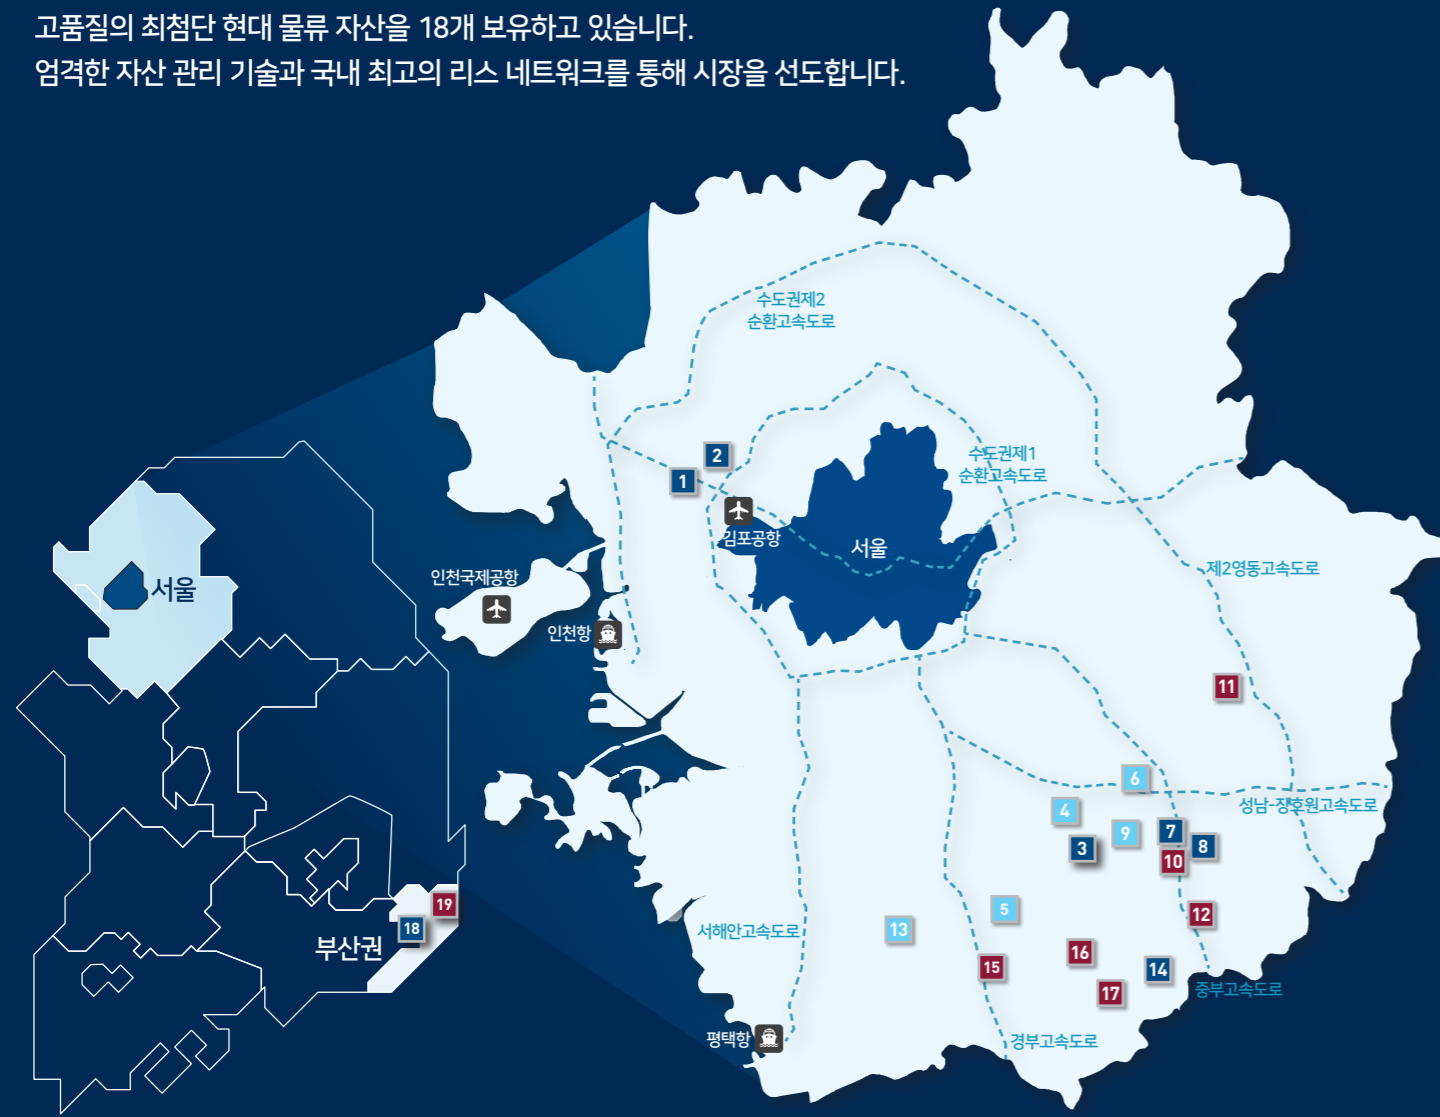 고품질의 최첨단 현대 물류 자산을 18개 보유하고 있습니다.
엄격한 자산 관리 기술과 국내 최고의 리스 네트워크를 통해 시장을 선도합니다.
수도권제2
순환고속도로
2
1
수도권제1
순환고속도로
김포공항
서울
인천국제공항
인천항
제2영동고속도로
서울
11
6
성남-장호원고속도로
4
9
7
8
3
10
5
12
19
18
부산권
서해안고속도로
13
15
16
14
17
중부고속도로
평택항
경부고속도로